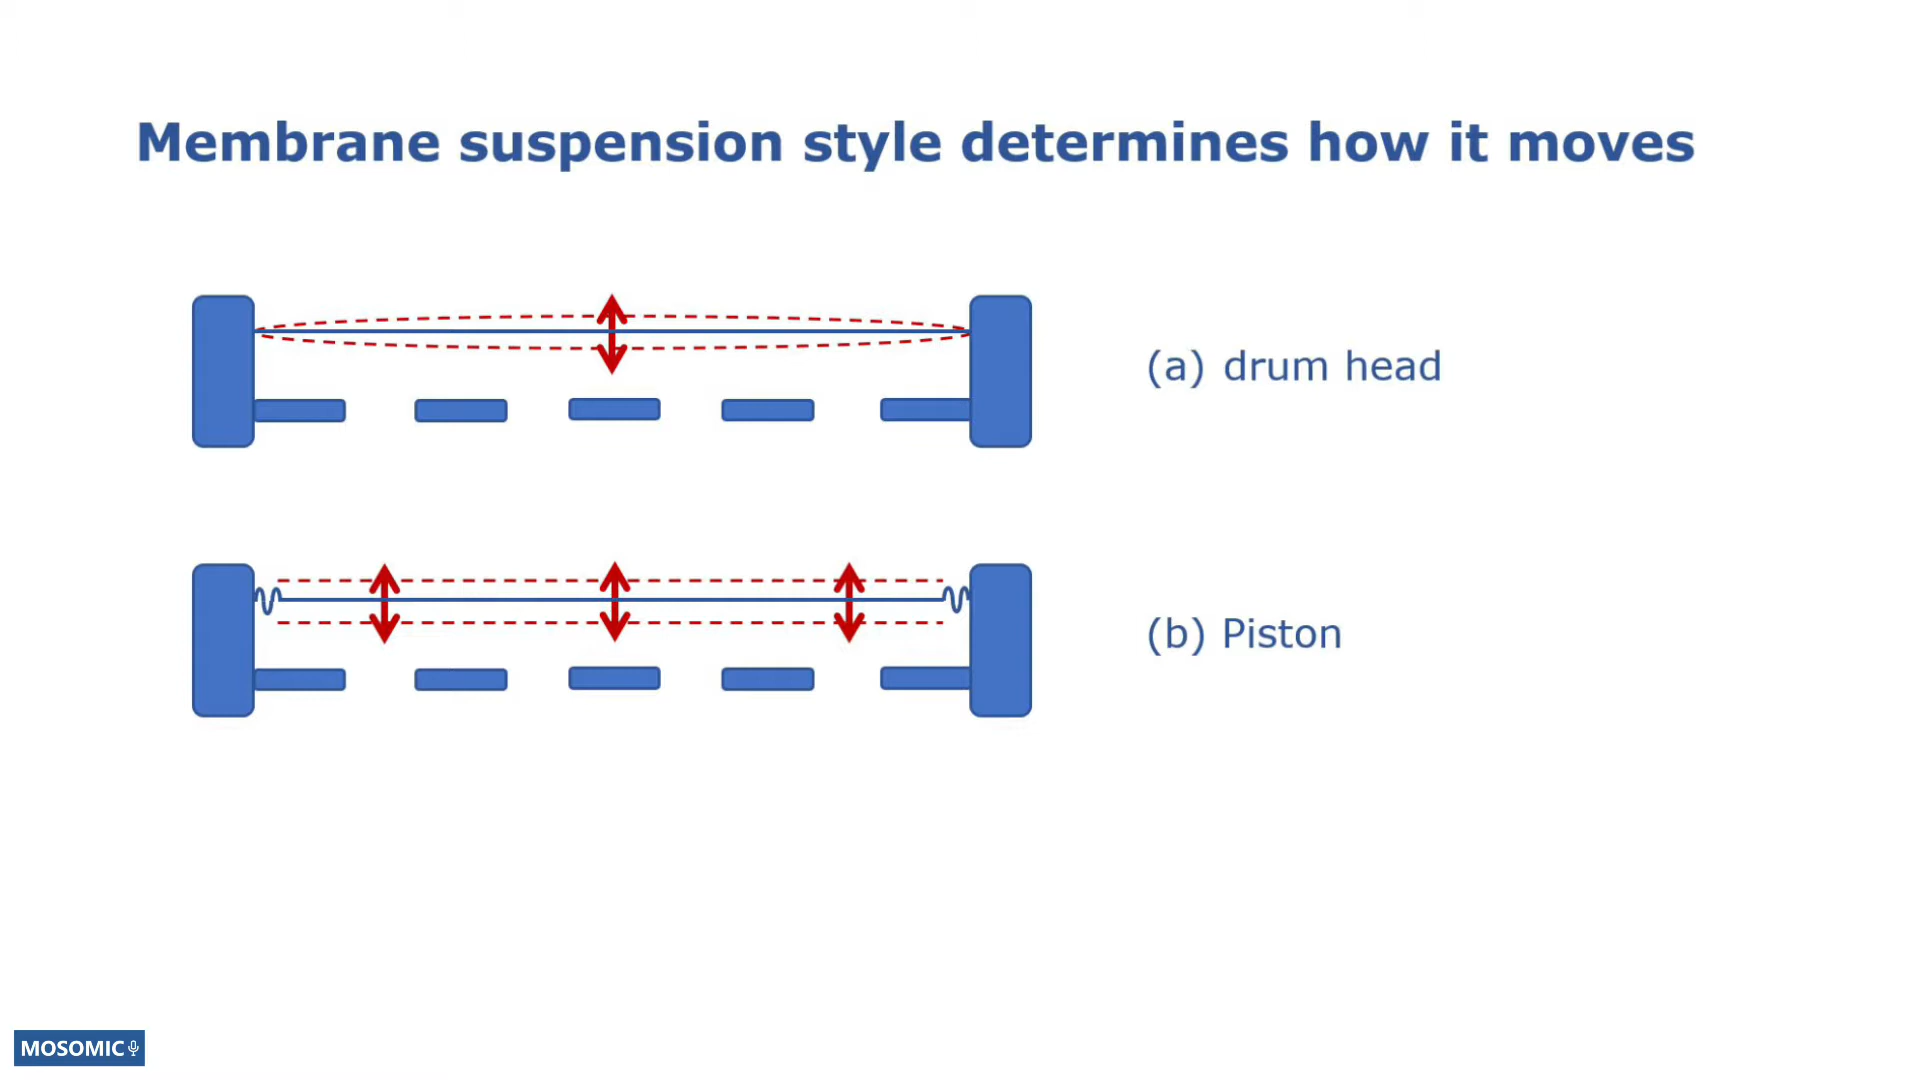 Membrane suspension style determines how it moves
(a) drum head
(b) Piston
MOSOMIC